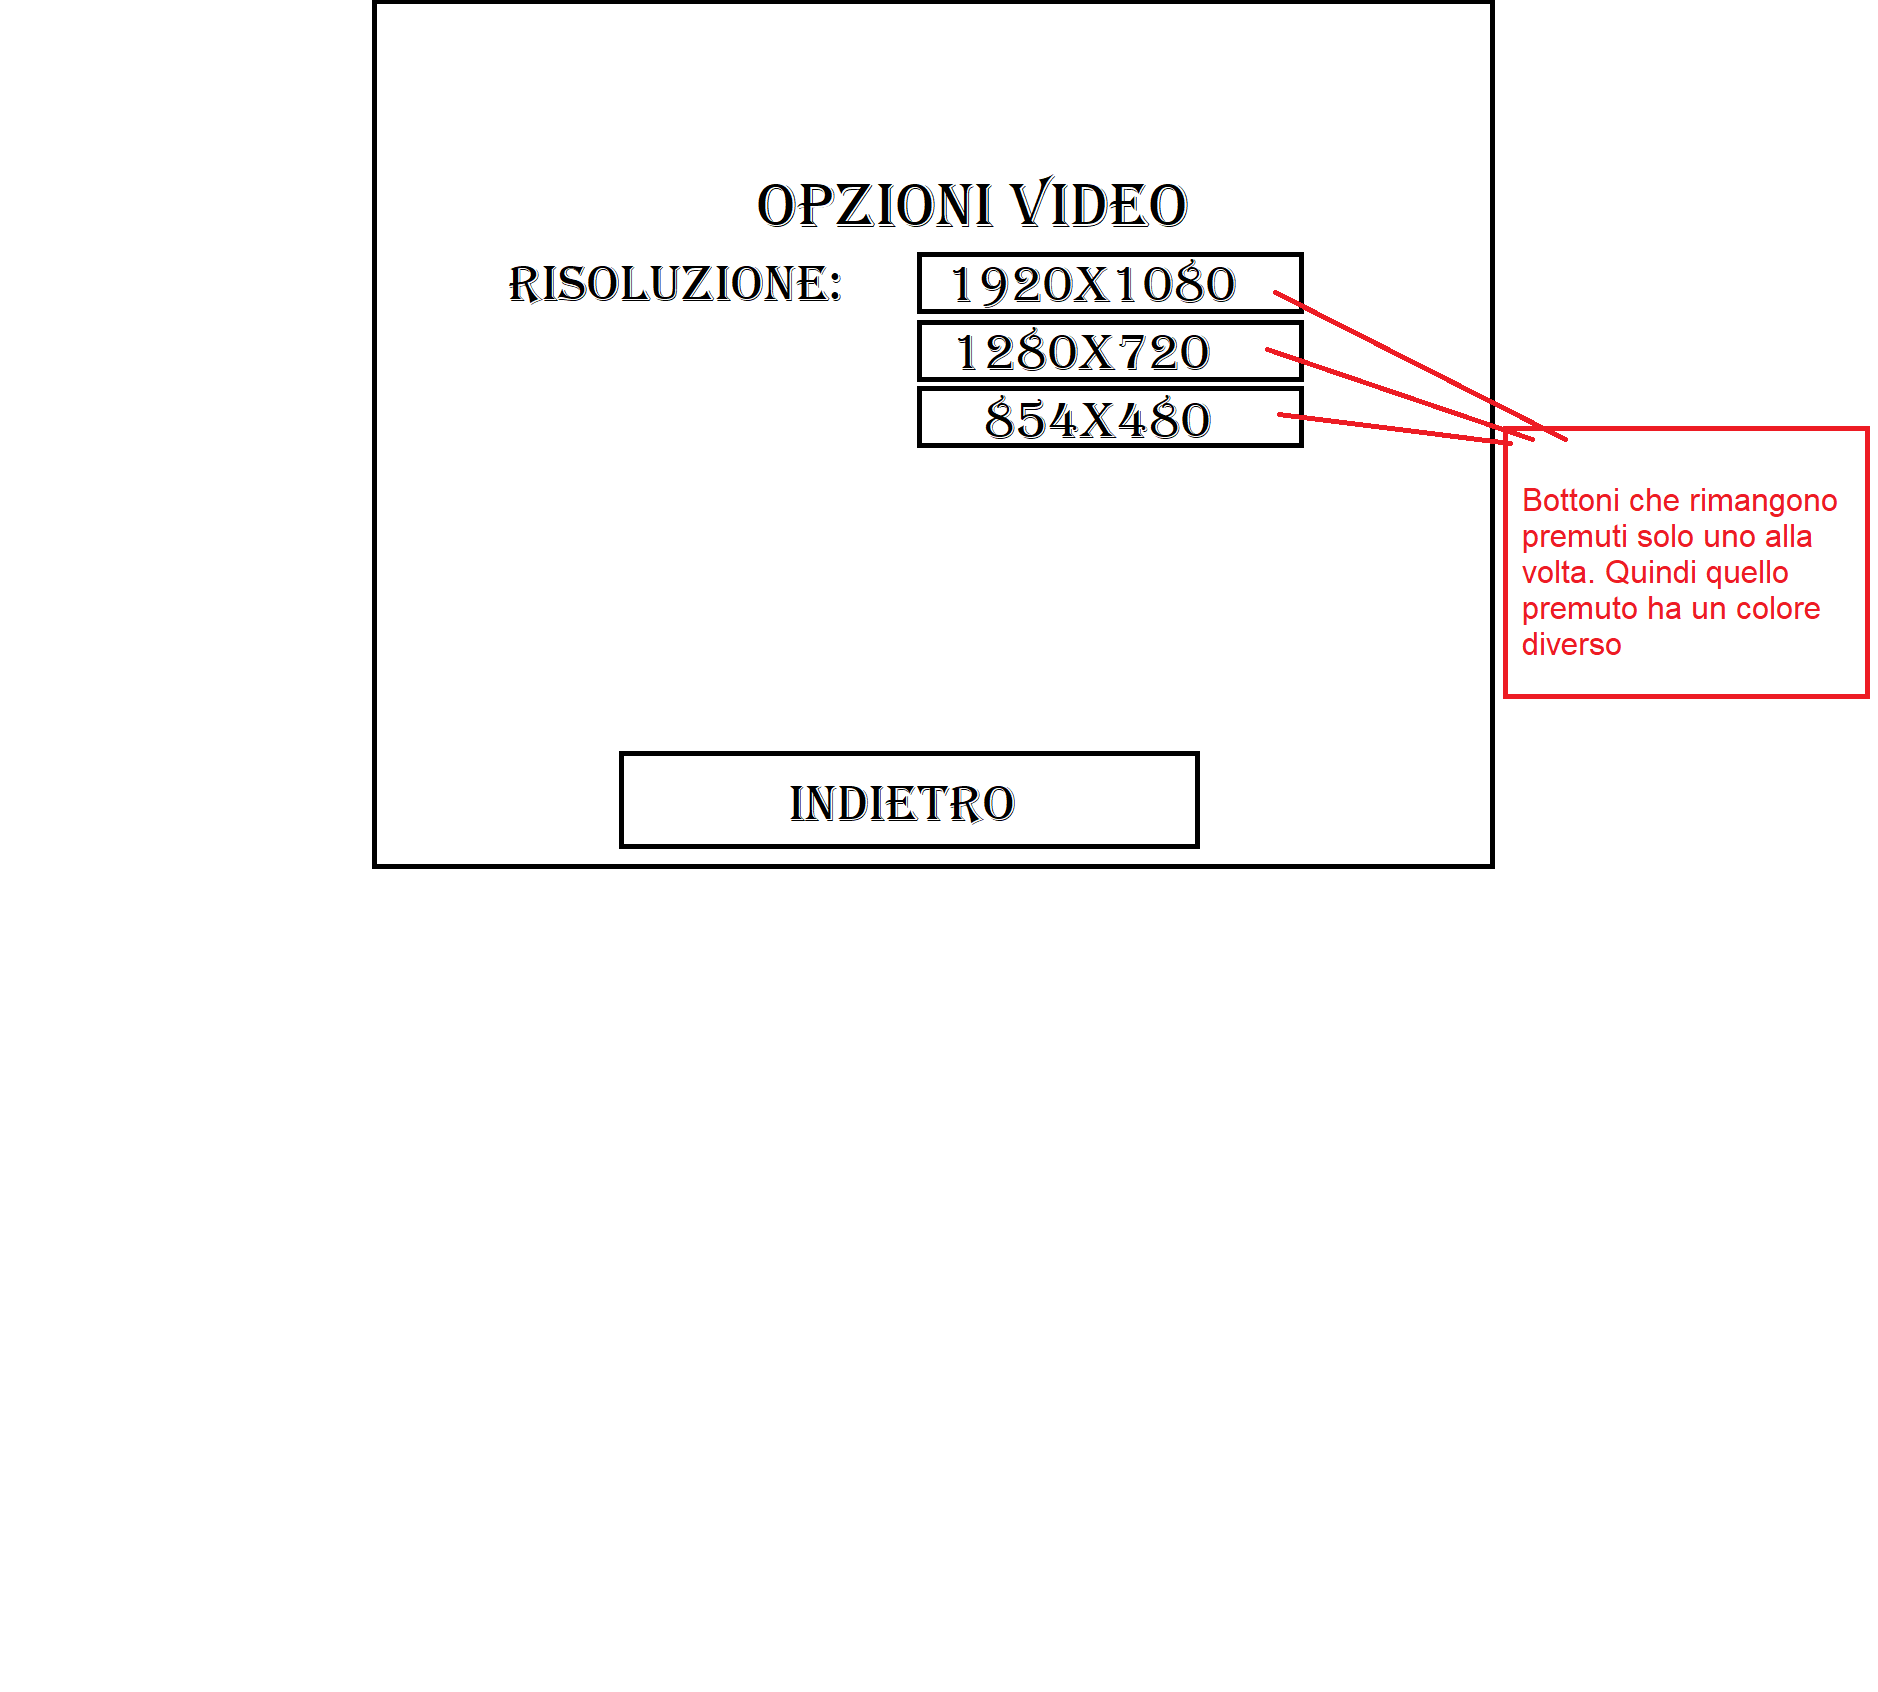 OPZIONI VIDEO
RISOLUZIONE:
1920X1080
1280X720
854X480
Bottoni che rimangono
premuti solo uno alla
volta. Quindi quello
premuto ha un colore
diverso
INDIETRO